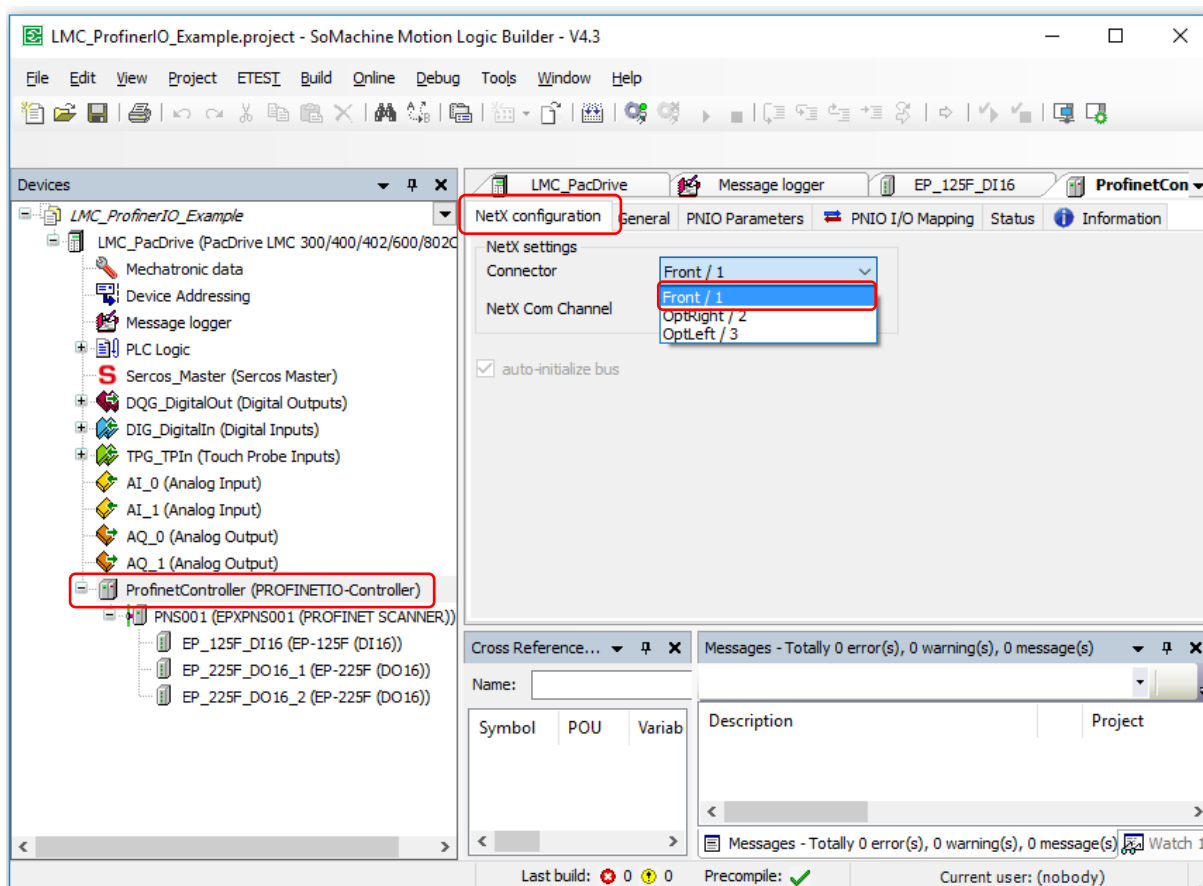 LMC_ProfinerIO_Example.project - SoMachine Motion Logic Builder - V4.3
File Edit View Project ETEST Build Online Debug Tools Window Help
Devices
LMC_ProfinerIO_Example
LMC_PacDrive (PacDrive LMC 300/400/402/600/802C
Mechatronic data
Device Addressing
Message logger
PLC Logic
Sercos_Master (Sercos Master)
DQG_DigitalOut (Digital Outputs)
DIG_DigitalIn (Digital Inputs)
TPG_TPIn (Touch Probe Inputs)
AI_0 (Analog Input)
AI_1 (Analog Input)
AQ_0 (Analog Output)
AQ_1 (Analog Output)
ProfinetController (PROFINETIO-Controller)
PNS001 (EPXPNS001 (PROFINET SCANNER))
EP_125F_DI16 (EP-125F (DI16))
EP_225F_DO16_1 (EP-225F (DO16))
EP_225F_DO16_2 (EP-225F (DO16))
LMC_PacDrive Message logger EP_125F_DI16 ProfinetCon
NetX configuration General PNIO Parameters PNIO I/O Mapping Status Information
NetX settings
Connector Front / 1
Front / 1
NetX Com Channel
OptRight / 2
OptLeft / 3
auto-initialize bus
Cross Reference...
Name:
Symbol POU Variab
Messages - Totally 0 error(s), 0 warning(s), 0 message(s)
Description Project
Messages - Totally 0 error(s), 0 warning(s), 0 message(s) Watch 1
Last build: 0 0 Precompile: Current user: (nobody)